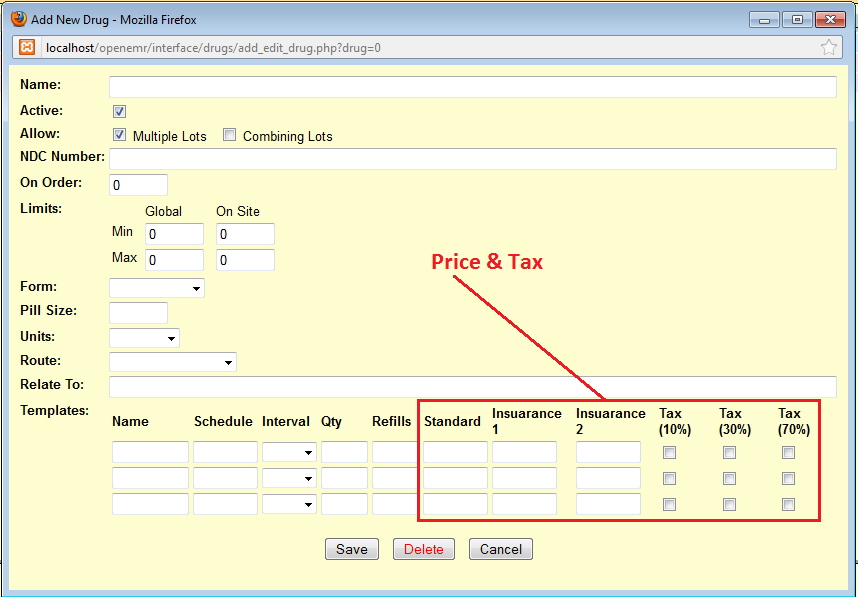 Add New Drug - Mozilla Firefox
localhost/openemr/interface/drugs/add_edit_drug.php?drug=0
Name:
Active:
Allow: Multiple Lots Combining Lots
NDC Number:
On Order: 0
Limits: Global On Site
Min 0 0
Max 0 0
Price & Tax
Form:
Pill Size:
Units:
Route:
Relate To:
Templates: Name Schedule Interval Qty Refills Standard Insuarance 1 Insuarance 2 Tax (10%) Tax (30%) Tax (70%)
Save Delete Cancel